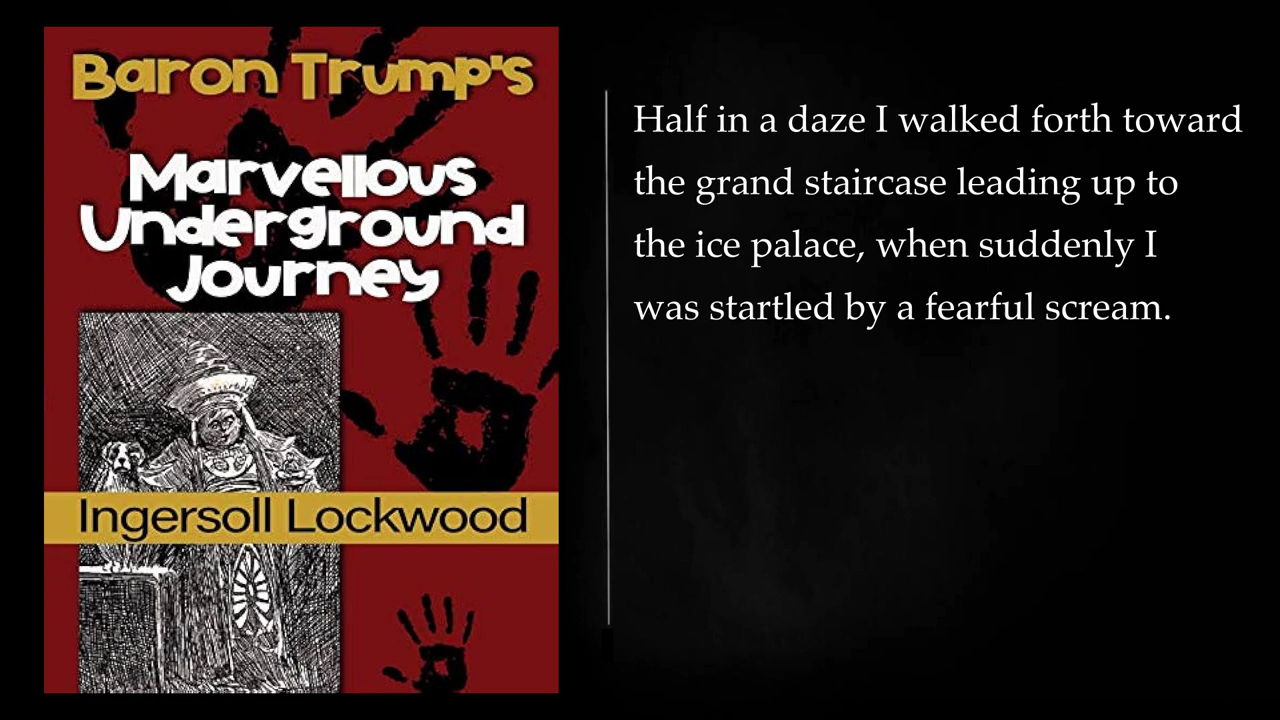 Baron Trump's
Marvellous
Underground
Journey
Ingersoll Lockwood
Half in a daze I walked forth toward
the grand staircase leading up to
the ice palace, when suddenly I
was startled by a fearful scream.